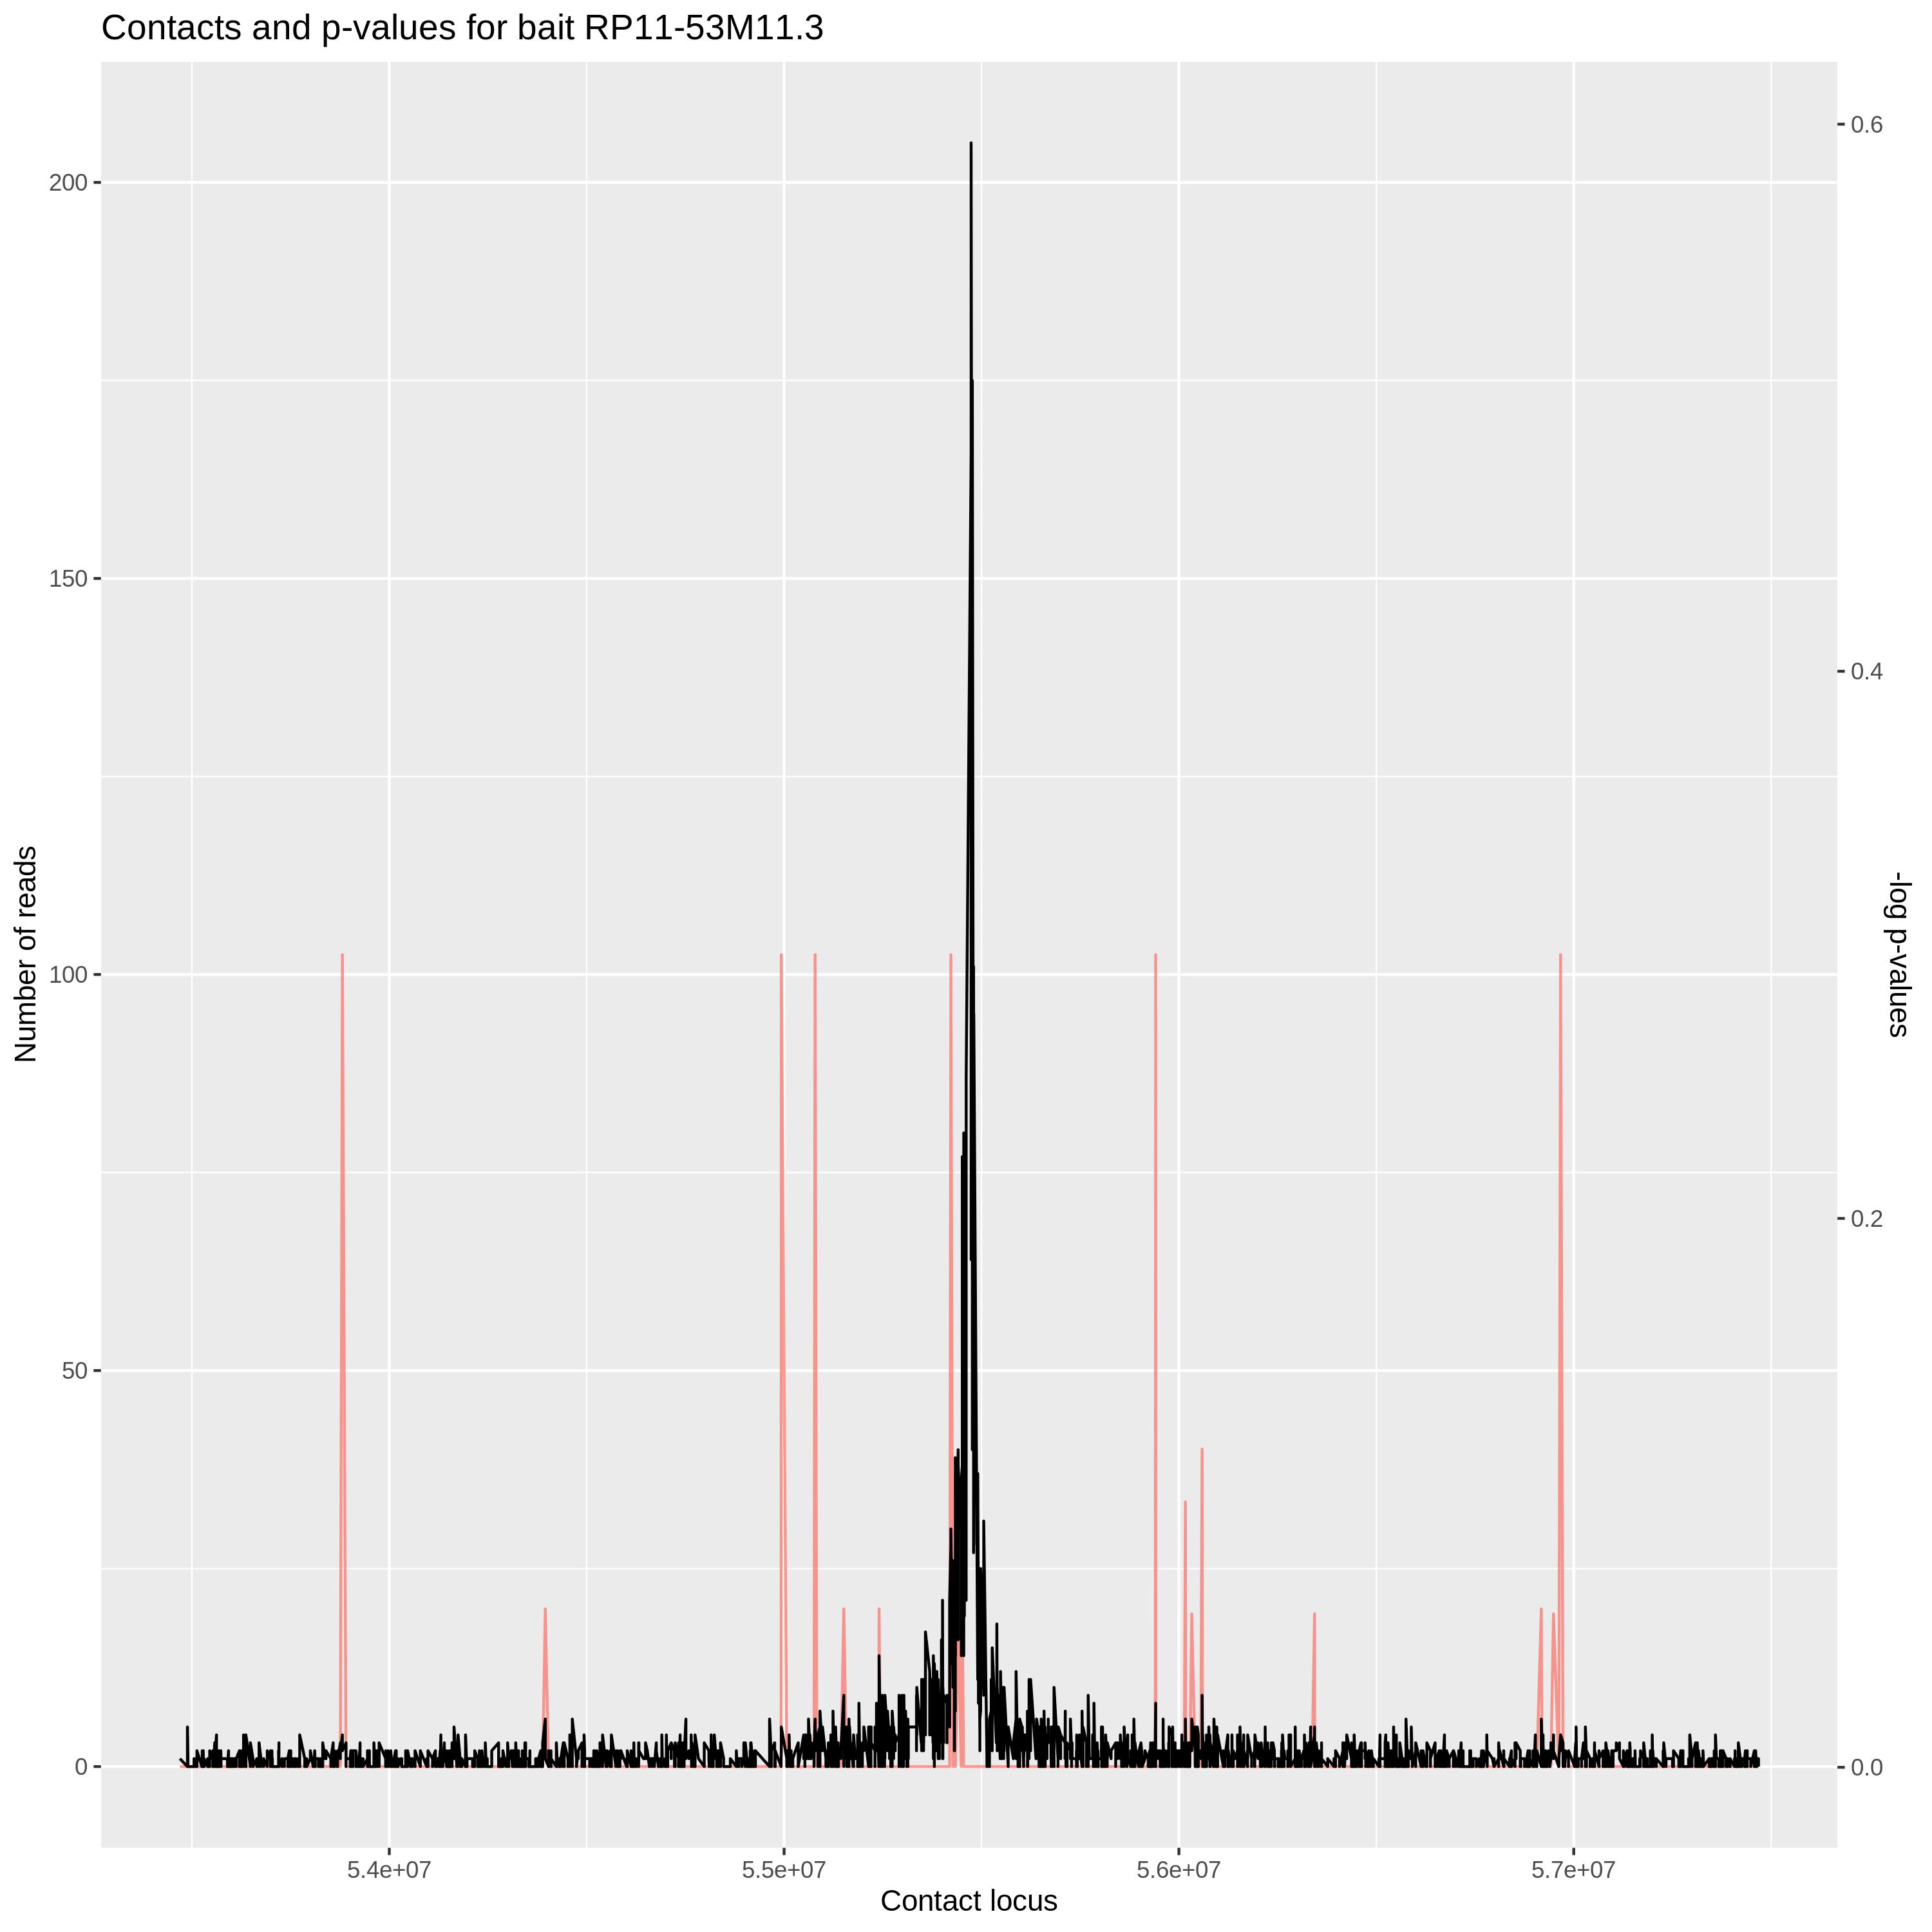 Contacts and p-values for bait RP11-53M11.3
200
150
100
50
0
0.6
0.4
0.2
0.0
Number of reads
-log p-values
5.4e+07
5.5e+07
5.6e+07
5.7e+07
Contact locus